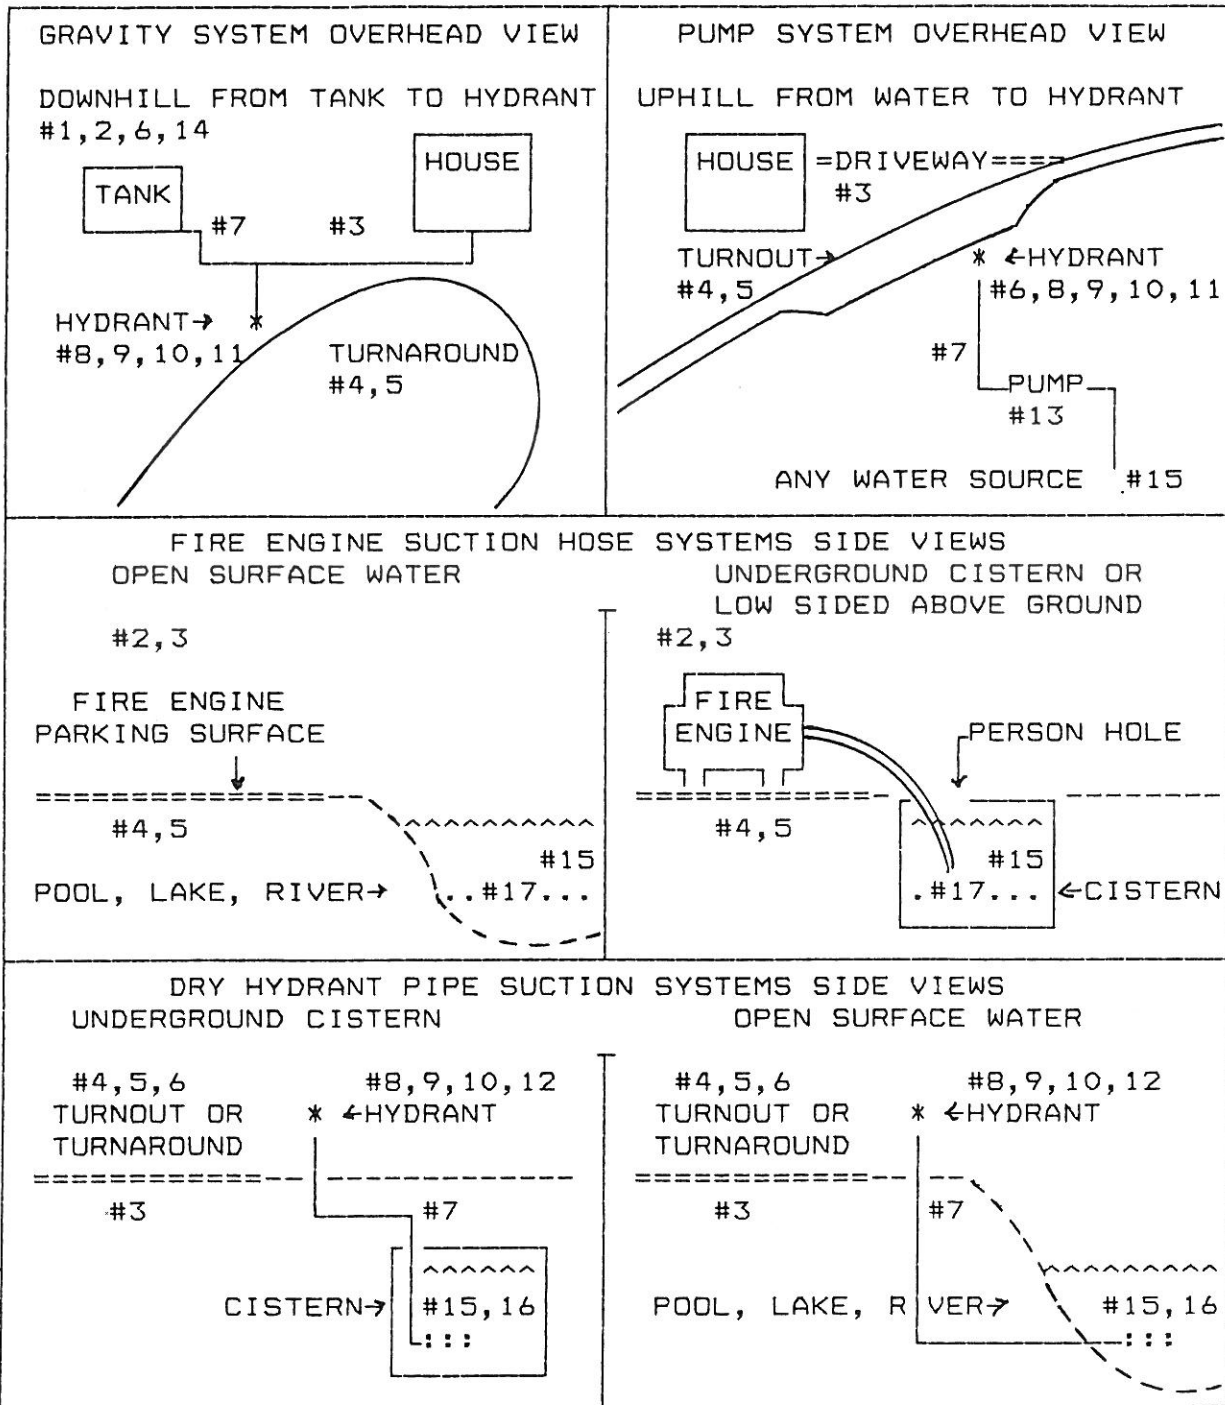 GRAVITY SYSTEM OVERHEAD VIEW
DOWNHILL FROM TANK TO HYDRANT
#1,2,6,14
HOUSE
TANK
#7
#3
HYDRANT→ *
#8,9,10,11
TURNAROUND
#4,5
PUMP SYSTEM OVERHEAD VIEW
UPHILL FROM WATER TO HYDRANT
HOUSE =DRIVEWAY====
#3
TURNOUT→
#4,5
* ←HYDRANT
#6,8,9,10,11
#7
PUMP
#13
ANY WATER SOURCE #15
FIRE ENGINE SUCTION HOSE SYSTEMS SIDE VIEWS
OPEN SURFACE WATER
#2,3
FIRE ENGINE
PARKING SURFACE
#4,5
#15
POOL, LAKE, RIVER→ ..#17...
UNDERGROUND CISTERN OR
LOW SIDED ABOVE GROUND
#2,3
FIRE
ENGINE
PERSON HOLE
#4,5
#15
.#17... ←CISTERN
DRY HYDRANT PIPE SUCTION SYSTEMS SIDE VIEWS
UNDERGROUND CISTERN
#4,5,6 #8,9,10,12
TURNOUT OR * ←HYDRANT
TURNAROUND
#3 #7
CISTERN→ #15,16
OPEN SURFACE WATER
#4,5,6 #8,9,10,12
TURNOUT OR * ←HYDRANT
TURNAROUND
#3 #7
POOL, LAKE, R VER→ #15,16